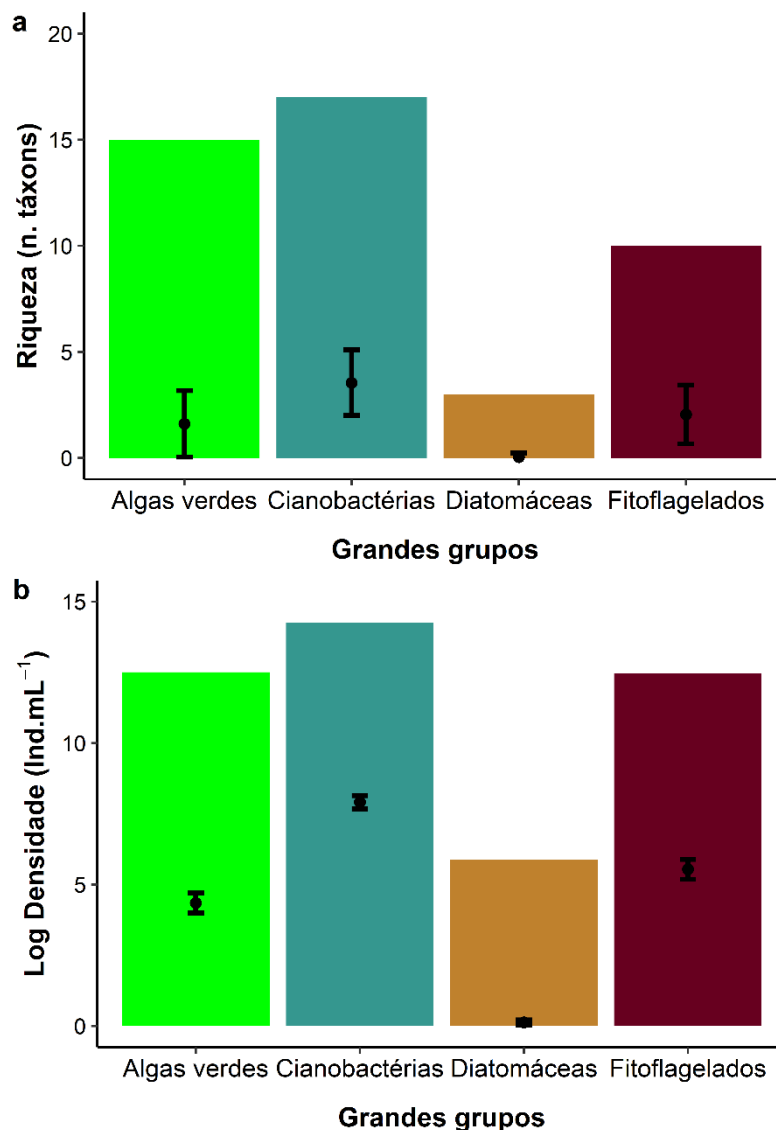 a
Riqueza (n. táxons)
20
15
10
5
0
Algas verdes Cianobactérias Diatomáceas Fitoflagelados
Grandes grupos
b
Log Densidade (Ind.mL⁻¹)
15
10
5
0
Algas verdes Cianobactérias Diatomáceas Fitoflagelados
Grandes grupos